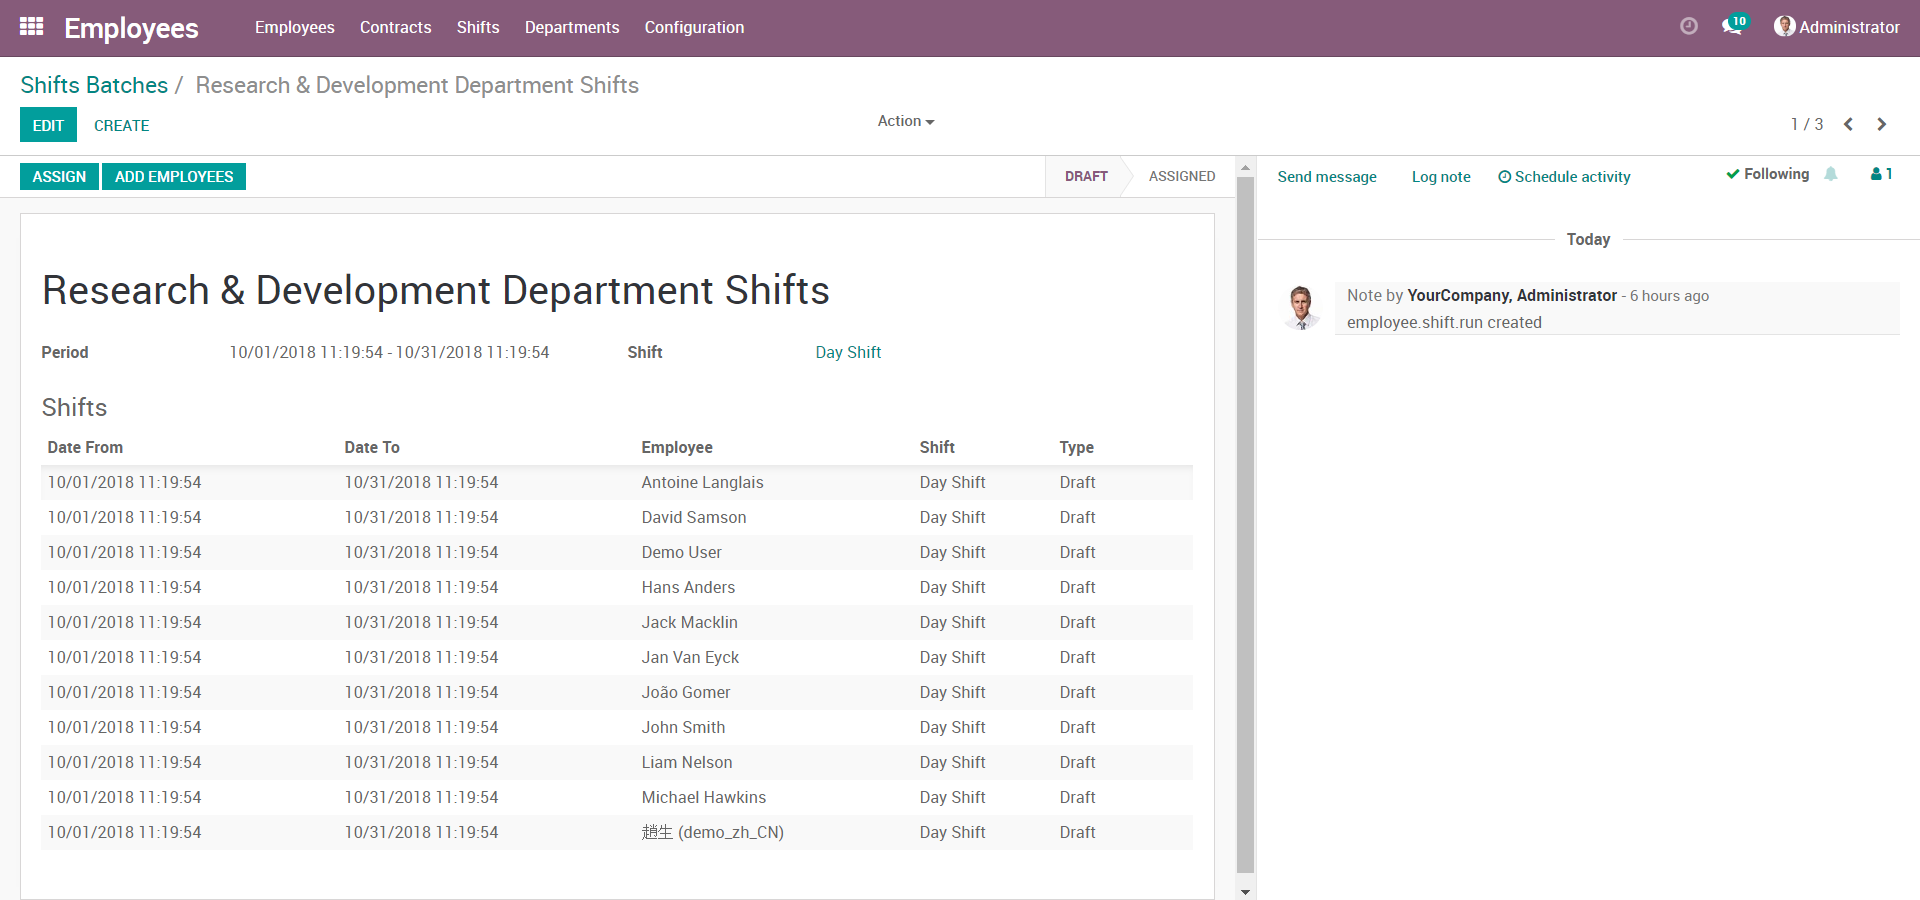 Employees Employees Contracts Shifts Departments Configuration 10 Administrator
Shifts Batches / Research & Development Department Shifts
EDIT CREATE Action 1 / 3
ASSIGN ADD EMPLOYEES DRAFT ASSIGNED Send message Log note Schedule activity Following 1
Today
Research & Development Department Shifts
Note by YourCompany, Administrator - 6 hours ago
employee.shift.run created
Period 10/01/2018 11:19:54 - 10/31/2018 11:19:54 Shift Day Shift
Shifts
Date From Date To Employee Shift Type
10/01/2018 11:19:54 10/31/2018 11:19:54 Antoine Langlais Day Shift Draft
10/01/2018 11:19:54 10/31/2018 11:19:54 David Samson Day Shift Draft
10/01/2018 11:19:54 10/31/2018 11:19:54 Demo User Day Shift Draft
10/01/2018 11:19:54 10/31/2018 11:19:54 Hans Anders Day Shift Draft
10/01/2018 11:19:54 10/31/2018 11:19:54 Jack Macklin Day Shift Draft
10/01/2018 11:19:54 10/31/2018 11:19:54 Jan Van Eyck Day Shift Draft
10/01/2018 11:19:54 10/31/2018 11:19:54 João Gomer Day Shift Draft
10/01/2018 11:19:54 10/31/2018 11:19:54 John Smith Day Shift Draft
10/01/2018 11:19:54 10/31/2018 11:19:54 Liam Nelson Day Shift Draft
10/01/2018 11:19:54 10/31/2018 11:19:54 Michael Hawkins Day Shift Draft
10/01/2018 11:19:54 10/31/2018 11:19:54 趙生 (demo_zh_CN) Day Shift Draft